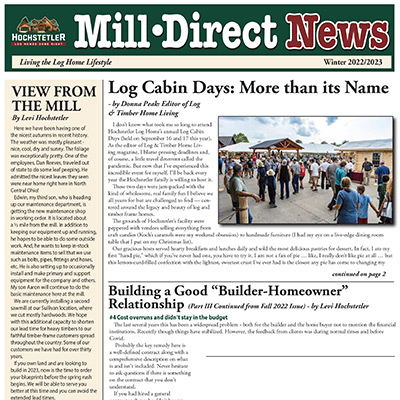 HOCHSTETLER
LOG HOMES DONE RIGHT
Mill•Direct News
Living the Log Home Lifestyle
Winter 2022/2023
VIEW FROM
THE MILL
By Levi Hochstetler
Here we have been having one of
the nicest autumns in recent history.
The weather was mostly pleasant -
nice, cool, dry and sunny. The foliage
was exceptionally pretty. One of the
employees, Dan Reever, traveled out
of state to do some leaf peeping. He
admitted the nicest leaves they seen
were near home right here in North
Central Ohio!
Edwin, my third son, who is heading
up our maintenance department, is
getting the new maintenance shop
in working order. It is located about
a ½ mile from the mill. In addition to
keeping our equipment up and running,
he hopes to be able to do some outside
work. And, he wants to keep in-stock
maintenance items to sell that we use
such as bolts, pipes, fittings and hoses,
etc. He is also setting up to occasionally
install and make primary and support
equipment for the company and others.
My son Aaron will continue to do the
basic maintenance here at the mill.
We are currently installing a second
sawmill at our Sullivan location, where
we cut mostly hardwoods. We hope
with this additional capacity to shorten
our lead time for heavy timbers to our
faithful timber-frame customers spread
throughout the country. Some of our
customers we have had for over thirty
years.
If you own land and are looking to
build in 2023, now is the time to order
your blueprints before the spring rush
begins. We will be able to serve you
better at this time and you can avoid the
extended lead times.
Log Cabin Days: More than its Name
- by Donna Peak: Editor of Log
& Timber Home Living
I don't know what took me so long to attend
Hochstetler Log Home's annual Log Cabin
Days (held on September 16 and 17 this year).
As the editor of Log & Timber Home Liv-
ing magazine, I blame pressing deadlines and,
of course, a little travel detorrent called the
pandemic. But now that I've experienced this
incredible event for myself, I'll be back every
year the Hochstetler family is willing to host it.
Those two days were jam-packed with the
kind of wholesome, real family fun I believe we
all yearn for but are challenged to find — cen-
tered around the legacy and beauty of log and
timber frame homes.
The grounds of Hochstetler's facility were
peppered with vendors selling everything from
craft candies (Koch's caramels were my weekend obsession) to handmade furniture (I had my eye on a live-edge dining room
table that I put on my Christmas list).
Our gracious hosts served hearty breakfasts and lunches daily and sold the most delicious pastries for dessert. In fact, I ate my
first "hand pie," which if you've never had one, you have to try it. I am not a fan of pie … like, I really don't like pie at all … but
this lemon-curd-filled confection with the lightest, sweetest crust I've ever had is the closest any pie has come to changing my
continued on page 2
Building a Good "Builder-Homeowner"
Relationship (Part III Continued from Fall 2022 Issue) - by Levi Hochstetler
#4 Cost overruns and didn't stay in the budget
The last several years this has been a widespread problem - both for the builder and the home buyer not to mention the financial
institutions. Recently though things have stabilized. However, the feedback from clients was during normal times and before
Covid.
Probably the key remedy here is
a well-defined contract along with a
comprehensive description on what
is and isn't included. Never hesitate
to ask questions if there is something
on the contract that you don't
understand.
If you had hired a general